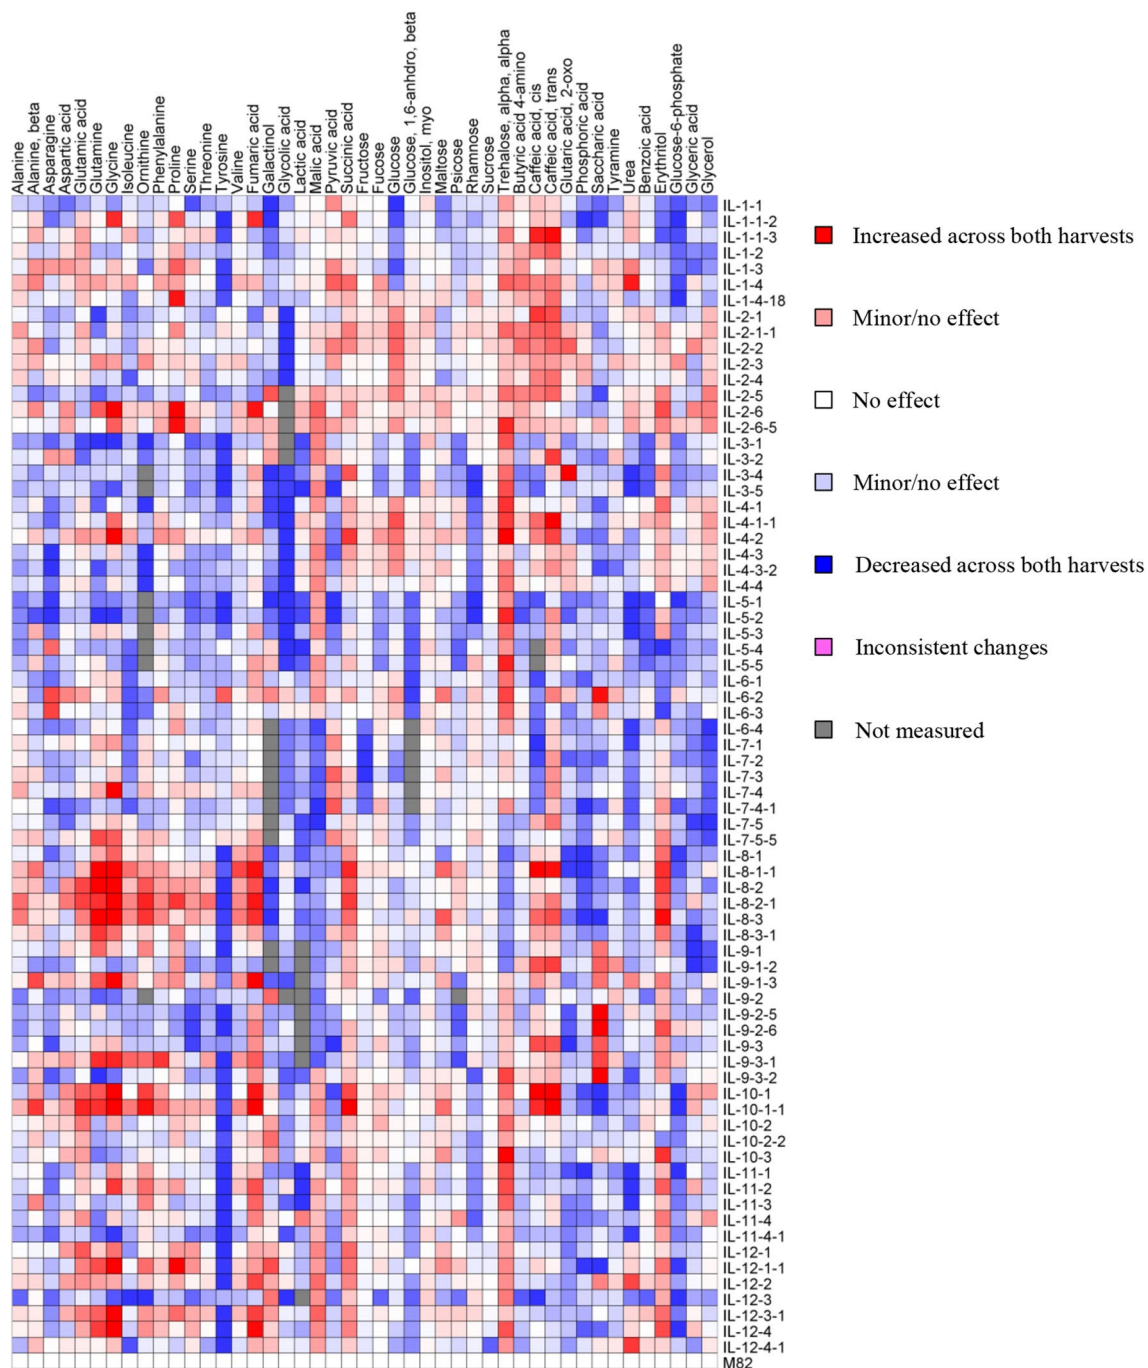 Alanine
Alanine, beta
Asparagine
Aspartic acid
Glutamic acid
Glutamine
Glycine
Isoleucine
Ornithine
Phenylalanine
Proline
Serine
Threonine
Tyrosine
Valine
Fumaric acid
Galactinol
Glycolic acid
Lactic acid
Malic acid
Pyruvic acid
Succinic acid
Fructose
Fucose
Glucose
Glucose, 1,6-anhdro, beta
Inositol, myo
Maltose
Psicose
Rhamnose
Sucrose
Trehalose, alpha, alpha
Butyric acid 4-amino
Caffeic acid, cis
Caffeic acid, trans
Glutaric acid, 2-oxo
Phosphoric acid
Saccharic acid
Tyramine
Urea
Benzoic acid
Erythritol
Glucose-6-phosphate
Glyceric acid
Glycerol
IL-1-1
IL-1-1-2
IL-1-1-3
IL-1-2
IL-1-3
IL-1-4
IL-1-4-18
IL-2-1
IL-2-1-1
IL-2-2
IL-2-3
IL-2-4
IL-2-5
IL-2-6
IL-2-6-5
IL-3-1
IL-3-2
IL-3-4
IL-3-5
IL-4-1
IL-4-1-1
IL-4-2
IL-4-3
IL-4-3-2
IL-4-4
IL-5-1
IL-5-2
IL-5-3
IL-5-4
IL-5-5
IL-6-1
IL-6-2
IL-6-3
IL-6-4
IL-7-1
IL-7-2
IL-7-3
IL-7-4
IL-7-4-1
IL-7-5
IL-7-5-5
IL-8-1
IL-8-1-1
IL-8-2
IL-8-2-1
IL-8-3
IL-8-3-1
IL-9-1
IL-9-1-2
IL-9-1-3
IL-9-2
IL-9-2-5
IL-9-2-6
IL-9-3
IL-9-3-1
IL-9-3-2
IL-10-1
IL-10-1-1
IL-10-2
IL-10-2-2
IL-10-3
IL-11-1
IL-11-2
IL-11-3
IL-11-4
IL-11-4-1
IL-12-1
IL-12-1-1
IL-12-2
IL-12-3
IL-12-3-1
IL-12-4
IL-12-4-1
M82
Increased across both harvests
Minor/no effect
No effect
Minor/no effect
Decreased across both harvests
Inconsistent changes
Not measured